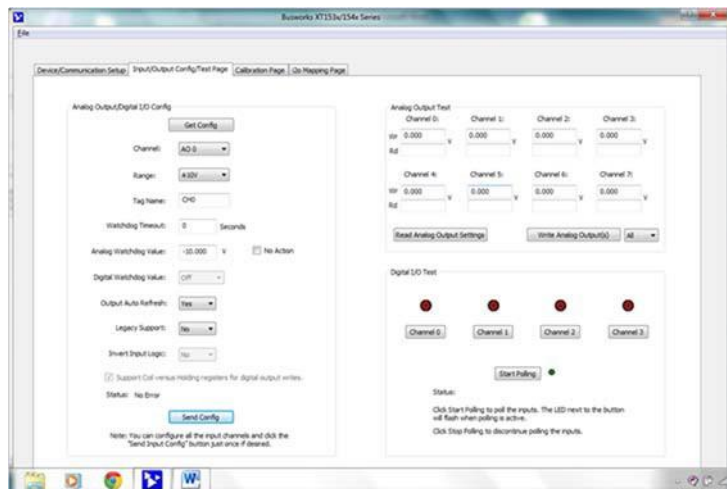 Busworks XT153x/154x Series
File
Device/Communication Setup
Input/Output Config/Test Page
Calibration Page
I2o Mapping Page
Analog Output/Digital I/O Config
Get Config
Channel: AO 0
Range: ±10V
Tag Name: CH0
Watchdog Timeout: 0 Seconds
Analog Watchdog Value: -10.000 V No Action
Digital Watchdog Value: Off
Output Auto Refresh: Yes
Legacy Support: No
Invert Input Logic: No
Support Coil versus Holding registers for digital output writes.
Status: No Error
Send Config
Note: You can configure all the input channels and click the
"Send Input Config" button just once if desired.
Analog Output Test
Channel 0: Channel 1: Channel 2: Channel 3:
Wr 0.000 V 0.000 V 0.000 V 0.000 V
Rd
Channel 4: Channel 5: Channel 6: Channel 7:
Wr 0.000 V 0.000 V 0.000 V 0.000 V
Rd
Read Analog Output Settings
Write Analog Output(s)
All
Digital I/O Test
Channel 0 Channel 1 Channel 2 Channel 3
Start Polling
Status:
Click Start Polling to poll the inputs. The LED next to the button
will flash when polling is active.
Click Stop Polling to discontinue polling the inputs.